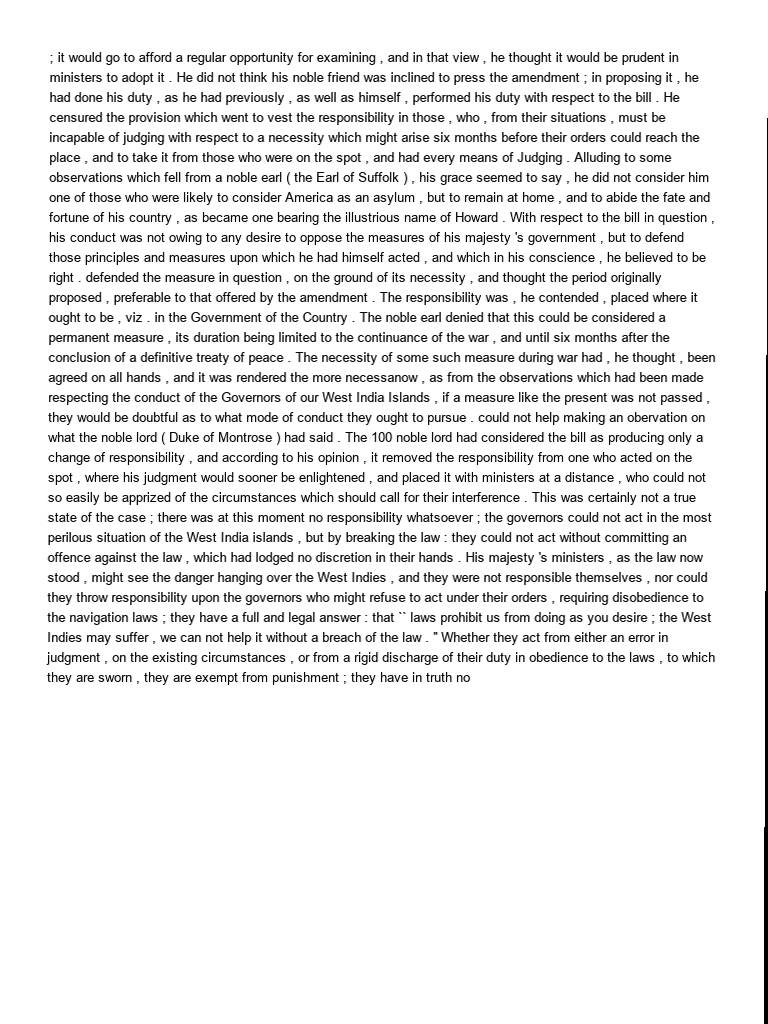 ; it would go to afford a regular opportunity for examining , and in that view , he thought it would be prudent in
ministers to adopt it . He did not think his noble friend was inclined to press the amendment ; in proposing it , he
had done his duty , as he had previously , as well as himself , performed his duty with respect to the bill . He
censured the provision which went to vest the responsibility in those , who , from their situations , must be
incapable of judging with respect to a necessity which might arise six months before their orders could reach the
place , and to take it from those who were on the spot , and had every means of Judging . Alluding to some
observations which fell from a noble earl ( the Earl of Suffolk ) , his grace seemed to say , he did not consider him
one of those who were likely to consider America as an asylum , but to remain at home , and to abide the fate and
fortune of his country , as became one bearing the illustrious name of Howard . With respect to the bill in question ,
his conduct was not owing to any desire to oppose the measures of his majesty 's government , but to defend
those principles and measures upon which he had himself acted , and which in his conscience , he believed to be
right . defended the measure in question , on the ground of its necessity , and thought the period originally
proposed , preferable to that offered by the amendment . The responsibility was , he contended , placed where it
ought to be , viz . in the Government of the Country . The noble earl denied that this could be considered a
permanent measure , its duration being limited to the continuance of the war , and until six months after the
conclusion of a definitive treaty of peace . The necessity of some such measure during war had , he thought , been
agreed on all hands , and it was rendered the more necessanow , as from the observations which had been made
respecting the conduct of the Governors of our West India Islands , if a measure like the present was not passed ,
they would be doubtful as to what mode of conduct they ought to pursue . could not help making an obervation on
what the noble lord ( Duke of Montrose ) had said . The 100 noble lord had considered the bill as producing only a
change of responsibility , and according to his opinion , it removed the responsibility from one who acted on the
spot , where his judgment would sooner be enlightened , and placed it with ministers at a distance , who could not
so easily be apprized of the circumstances which should call for their interference . This was certainly not a true
state of the case ; there was at this moment no responsibility whatsoever ; the governors could not act in the most
perilous situation of the West India islands , but by breaking the law : they could not act without committing an
offence against the law , which had lodged no discretion in their hands . His majesty 's ministers , as the law now
stood , might see the danger hanging over the West Indies , and they were not responsible themselves , nor could
they throw responsibility upon the governors who might refuse to act under their orders , requiring disobedience to
the navigation laws ; they have a full and legal answer : that `` laws prohibit us from doing as you desire ; the West
Indies may suffer , we can not help it without a breach of the law . " Whether they act from either an error in
judgment , on the existing circumstances , or from a rigid discharge of their duty in obedience to the laws , to which
they are sworn , they are exempt from punishment ; they have in truth no